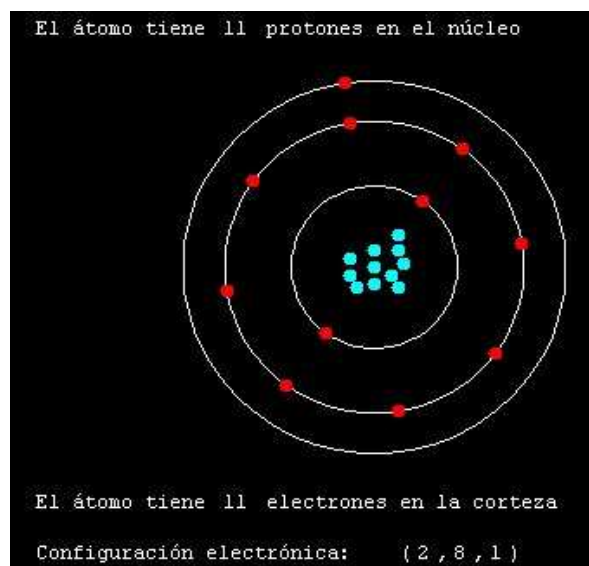 El átomo tiene 11 protones en el núcleo
El átomo tiene 11 electrones en la corteza
Configuración electrónica: (2,8,1)